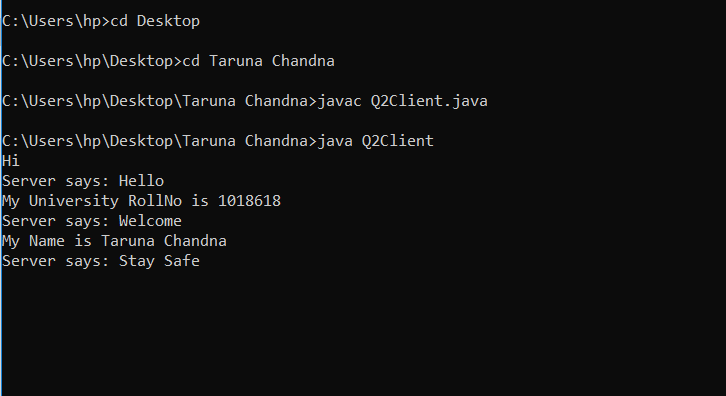 C:\Users\hp>cd Desktop
C:\Users\hp\Desktop>cd Taruna Chandna
C:\Users\hp\Desktop\Taruna Chandna>javac Q2Client.java
C:\Users\hp\Desktop\Taruna Chandna>java Q2Client
Hi
Server says: Hello
My University RollNo is 1018618
Server says: Welcome
My Name is Taruna Chandna
Server says: Stay Safe